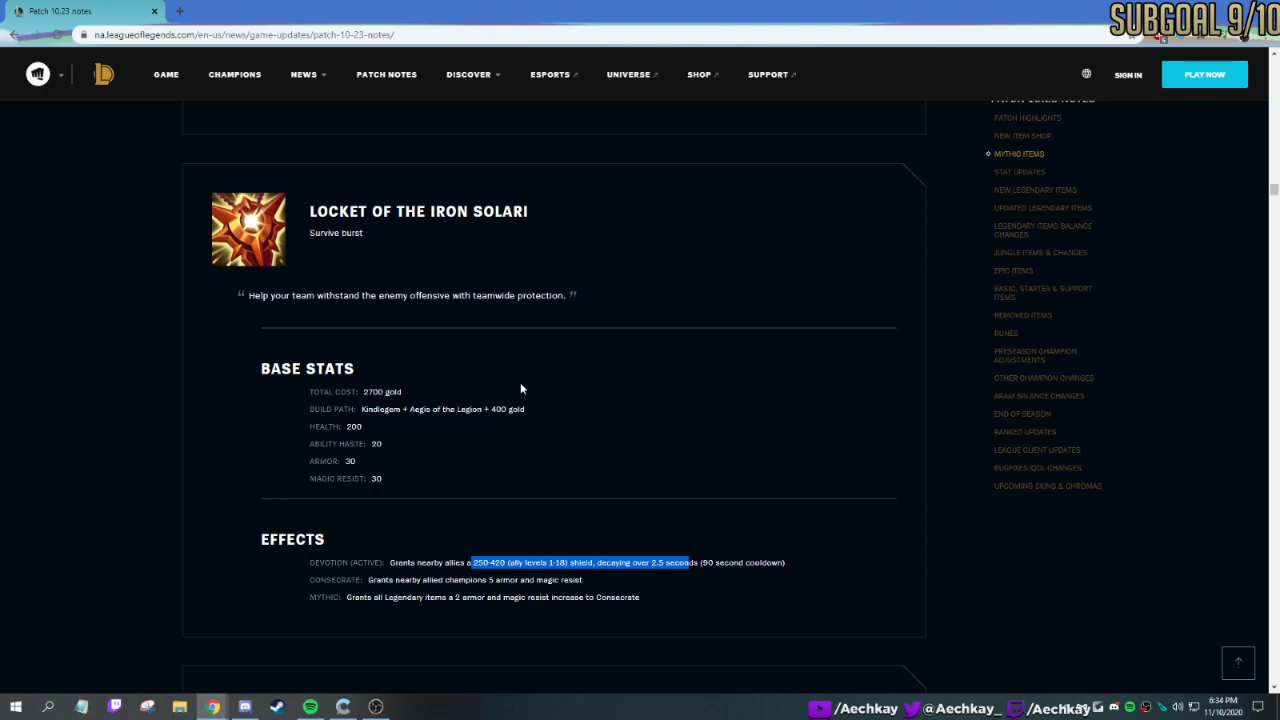 Patch 10.23 notes
SUBGOAL 9/10
na.leagueoflegends.com/en-us/news/game-updates/patch-10-23-notes/
GAME
CHAMPIONS
NEWS
PATCH NOTES
DISCOVER
ESPORTS
UNIVERSE
SHOP
SUPPORT
SIGN IN
PLAY NOW
PATCH 10.23 NOTES
PATCH HIGHLIGHTS
NEW ITEM SHOP
MYTHIC ITEMS
STAT UPDATES
NEW LEGENDARY ITEMS
UPDATED LEGENDARY ITEMS
LEGENDARY ITEMS BALANCE
CHANGES
JUNGLE ITEMS & CHANGES
EPIC ITEMS
BASIC, STARTER & SUPPORT
ITEMS
REMOVED ITEMS
RUNES
PRESEASON CHAMPION
ADJUSTMENTS
OTHER CHAMPION CHANGES
ARAM BALANCE CHANGES
END OF SEASON
RANKED UPDATES
LEAGUE CLIENT UPDATES
BUGFIXES/QOL CHANGES
UPCOMING SKINS & CHROMAS
LOCKET OF THE IRON SOLARI
Survive burst
“ Help your team withstand the enemy offensive with teamwide protection. ”
BASE STATS
TOTAL COST: 2700 gold
BUILD PATH: Kindlegem + Aegis of the Legion + 400 gold
HEALTH: 200
ABILITY HASTE: 20
ARMOR: 30
MAGIC RESIST: 30
EFFECTS
DEVOTION (ACTIVE): Grants nearby allies a 250-420 (ally levels 1-18) shield, decaying over 2.5 seconds (90 second cooldown)
CONSECRATE: Grants nearby allied champions 5 armor and magic resist
MYTHIC: Grants all Legendary items a 2 armor and magic resist increase to Consecrate
/Aechkay
@Aechkay_
/Aechkay
6:34 PM
11/10/2020